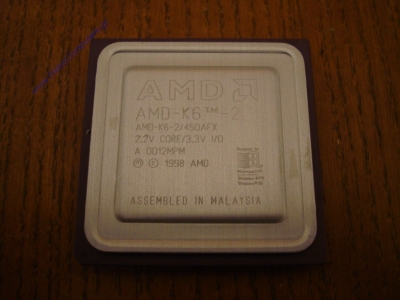 AMD
AMD-K6™-2
AMD-K6-2/450AFX
2.2V CORE/3.3V I/O
A 0012MPM
Ⓜ © 1998 AMD
ASSEMBLED IN MALAYSIA